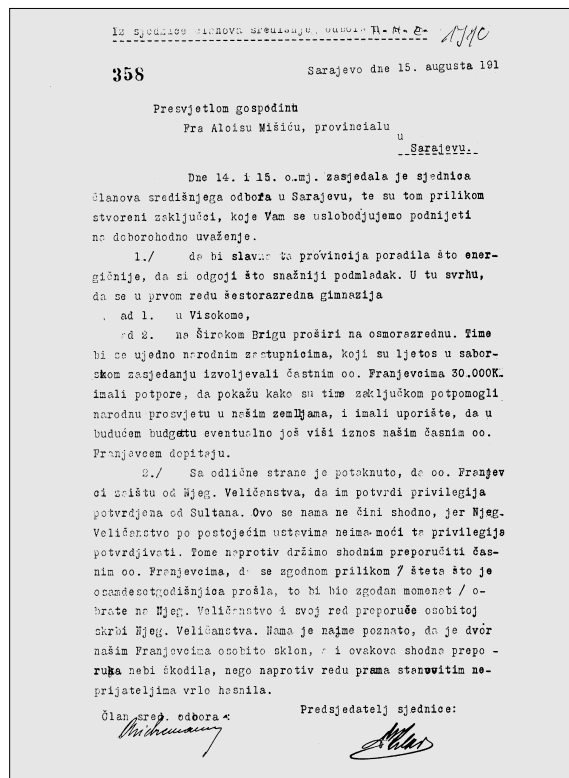 Iz sjednice članova središnjeg odbora H.N.Z. 1910
358
Sarajevo dne 15. augusta 191
Presvjetlom gospodinu
Fra Aloisu Mišiću, provincialu
u
Sarajevu.
Dne 14. i 15. o.mj. zasjedala je sjednica
članova središnjega odbora u Sarajevu, te su tom prilikom
stvoreni zaključci, koje Vam se uslobodjujemo podnijeti
na doborohodno uvaženje.
1./ da bi slavna ta provincija poradila što ener-
gičnije, da si odgoji što snažniji podmladak. U tu svrhu,
da se u prvom redu šestorazredna gimnazija
ad 1. u Visokome,
ad 2. na Širokom Brigu proširi na osmorazrednu. Time
bi se ujedno narodnim zastupnicima, koji su ljetos u sabor-
skom zasjedanju izvoljevali častnim oo. Franjevcima 30.000K.
imali potpore, da pokažu kako su time zaključkom potpomogli
narodnu prosvjetu u našim zemljama, i imali uporište, da u
budućem budgetu eventualno još viši iznos našim časnim oo.
Franjevcem dopitaju.
2./ Sa odlične strane je potaknuto, da oo. Franjev
ci zaištu od Njeg. Veličanstva, da im potvrdi privilegija
potvrdjena od Sultana. Ovo se nama ne čini shodno, jer Njeg.
Veličanstvo po postojećim ustavima neima moći ta privilegija
potvrdjivati. Tome naprotiv držimo shodnim preporučiti čas-
nim oo. Franjevcima, da se zgodnom prilikom / šteta što je
osamdesetgodišnjica prošla, to bi bio zgodan momenat / o-
brate na Njeg. Veličanstvo i svoj red preporuče osobitoj
skrbi Njeg. Veličanstva. Nama je naime poznato, da je dvor
našim Franjevcima osobito sklon, a i ovakova shodna prepo -
ruka nebi škodila, nego naprotiv redu prama stanovitim ne-
prijateljima vrlo hasnila.
Član sred. odbora:
Predsjedatelj sjednice: